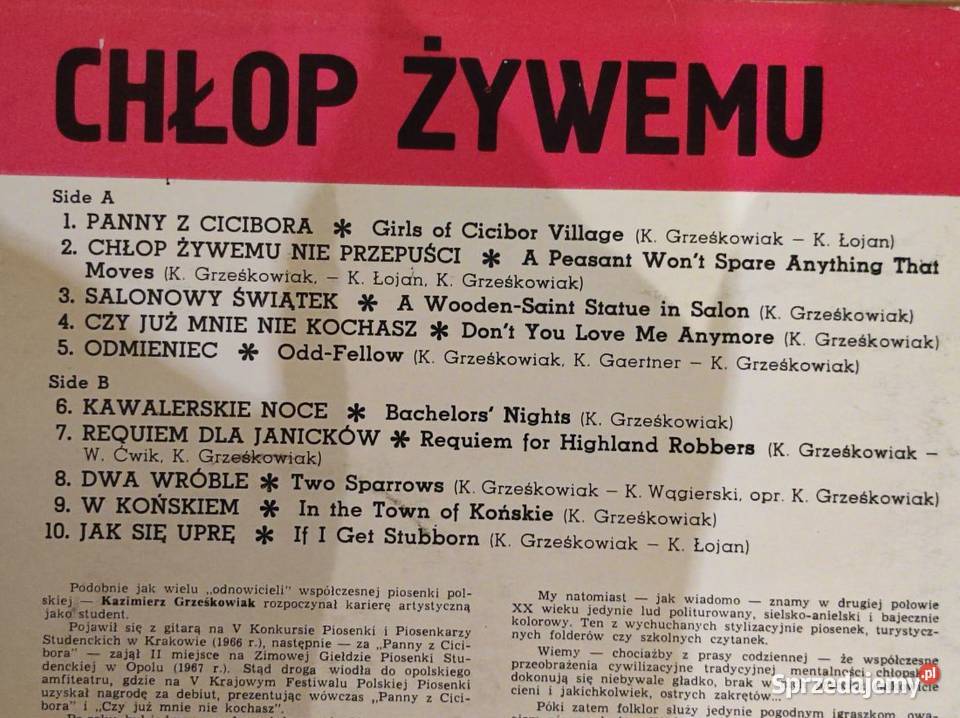 CHŁOP ŻYWEMU
Side A
1. PANNY Z CICIBORA * Girls of Cicibor Village (K. Grześkowiak – K. Łojan)
2. CHŁOP ŻYWEMU NIE PRZEPUŚCI * A Peasant Won't Spare Anything That
Moves (K. Grześkowiak, – K. Łojan, K. Grześkowiak)
3. SALONOWY ŚWIĄTEK * A Wooden-Saint Statue in Salon (K. Grześkowiak)
4. CZY JUŻ MNIE NIE KOCHASZ * Don't You Love Me Anymore (K. Grześkowiak)
5. ODMIENIEC * Odd-Fellow (K. Grześkowiak, K. Gaertner – K. Grześkowiak)
Side B
6. KAWALERSKIE NOCE * Bachelors' Nights (K. Grześkowiak)
7. REQUIEM DLA JANICKÓW * Requiem for Highland Robbers (K. Grześkowiak –
W. Ćwik, K. Grześkowiak)
8. DWA WRÓBLE * Two Sparrows (K. Grześkowiak – K. Wągierski, opr. K. Grześkowiak)
9. W KOŃSKIEM * In the Town of Końskie (K. Grześkowiak)
10. JAK SIĘ UPRĘ * If I Get Stubborn (K. Grześkowiak – K. Łojan)
Podobnie jak wielu „odnowicieli" współczesnej piosenki pol-
skiej — Kazimierz Grześkowiak rozpoczynał karierę artystyczną
jako student.
Pojawił się z gitarą na V Konkursie Piosenki i Piosenkarzy
Studenckich w Krakowie (1966 r.), następnie — za „Panny z Cici-
bora" — zajął II miejsce na Zimowej Giełdzie Piosenki Stu-
denckiej w Opolu (1967 r.). Stąd droga wiodła do opolskiego
amfiteatru, gdzie na V Krajowym Festiwalu Polskiej Piosenki
uzyskał nagrodę za debiut, prezentując wówczas „Panny z Cici-
bora" i „Czy już mnie nie kochasz".
My natomiast — jak wiadomo — znamy w drugiej połowie
XX wieku jedynie lud politurowany, sielsko-anielski i bajecznie
kolorowy. Ten z wychuchanych stylizacyjnie piosenek, turystycz-
nych folderów czy szkolnych czytanek.
Wiemy — chociażby z prasy codziennej — że współczesne
przeobrażenia cywilizacyjne tradycyjnej mentalności
dokonują się niebywale gładko, brak w
cieni i jakichkolwiek, ostrych zakrętów...
Póki zatem folklor służy jedynie pogodnym igraszkom
Sprzedajemy.pl